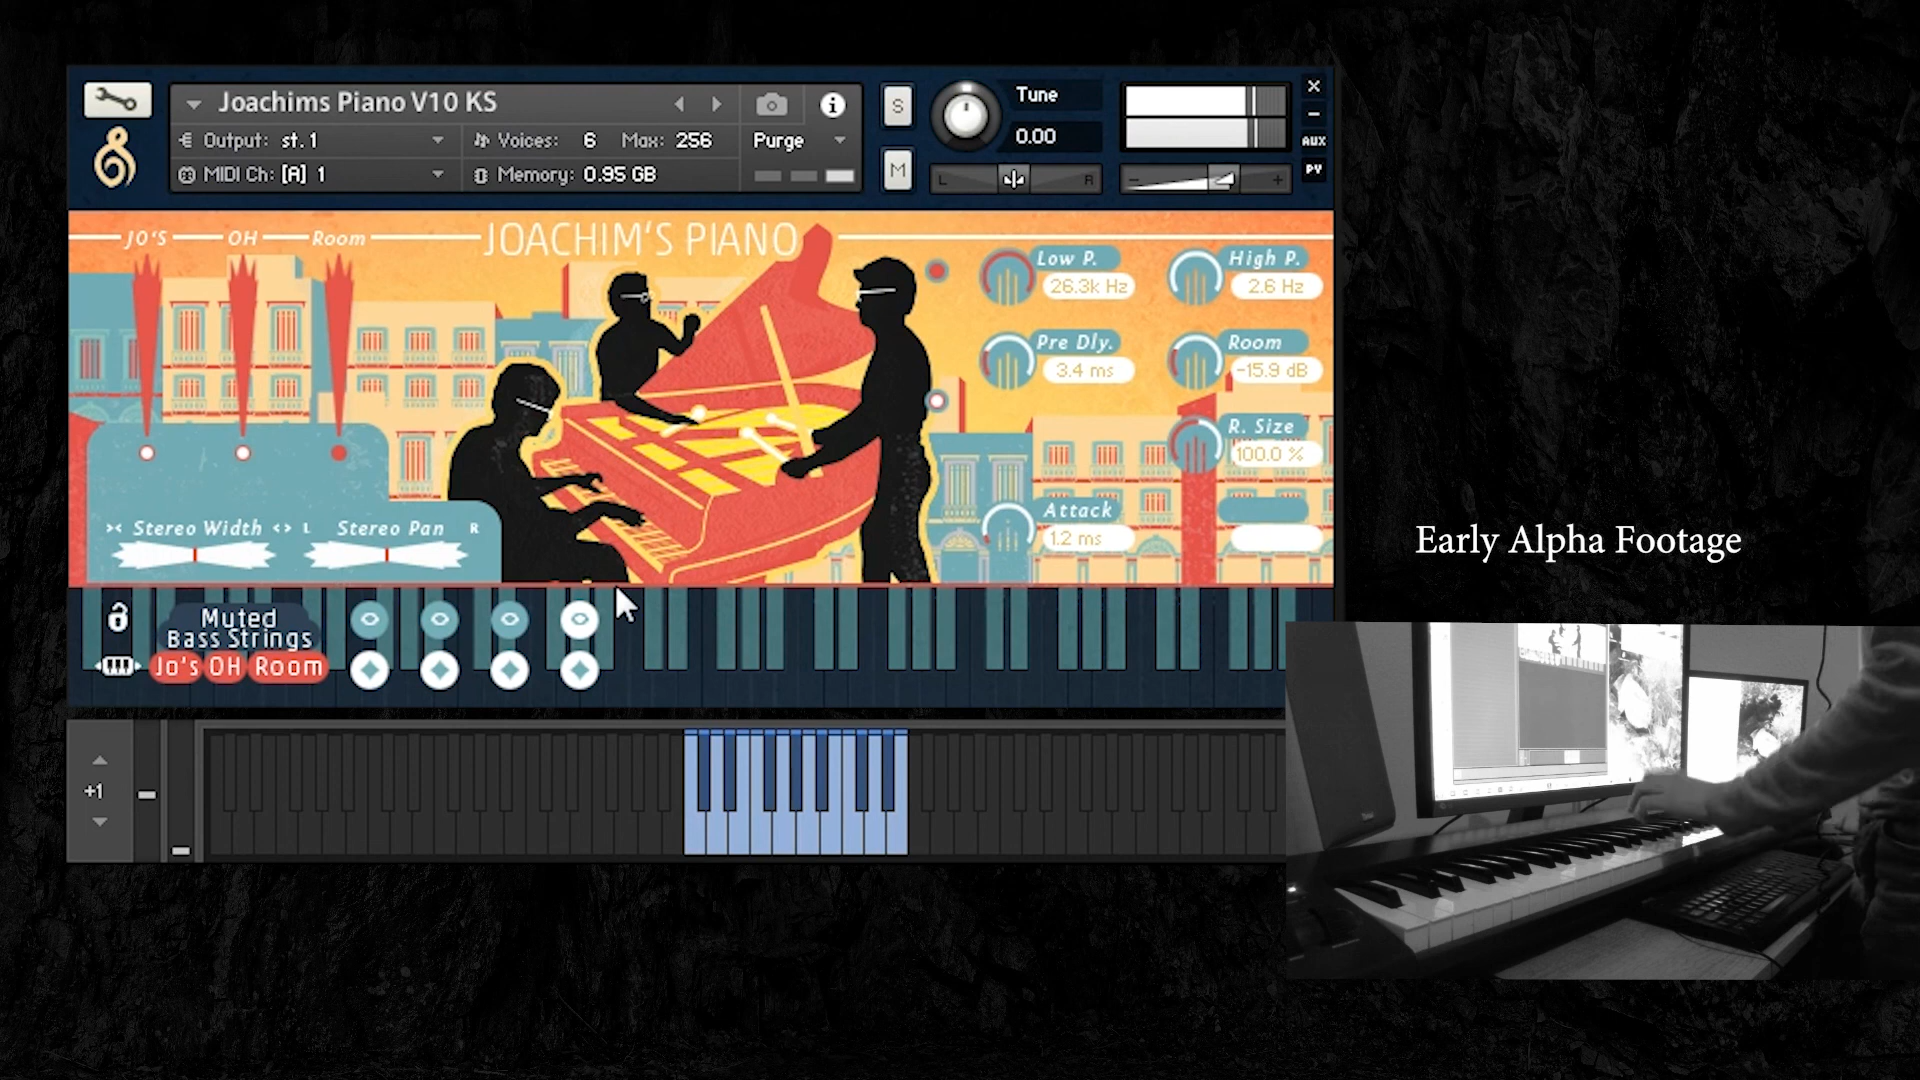 Joachims Piano V10 KS
Output: st.1
Voices: 6 Max: 256
Purge
MIDI Ch: [A] 1
Memory: 0.95 GB
S
M
Tune
0.00
L R
- +
×
-
AUX
PV
JO'S OH Room
JOACHIM'S PIANO
Low P.
26.3k Hz
High P.
2.6 Hz
Pre Dly.
3.4 ms
Room
-15.9 dB
R. Size
100.0 %
Attack
1.2 ms
>< Stereo Width <> L Stereo Pan R
Muted
Bass Strings
Jo's OH Room
+1
Early Alpha Footage